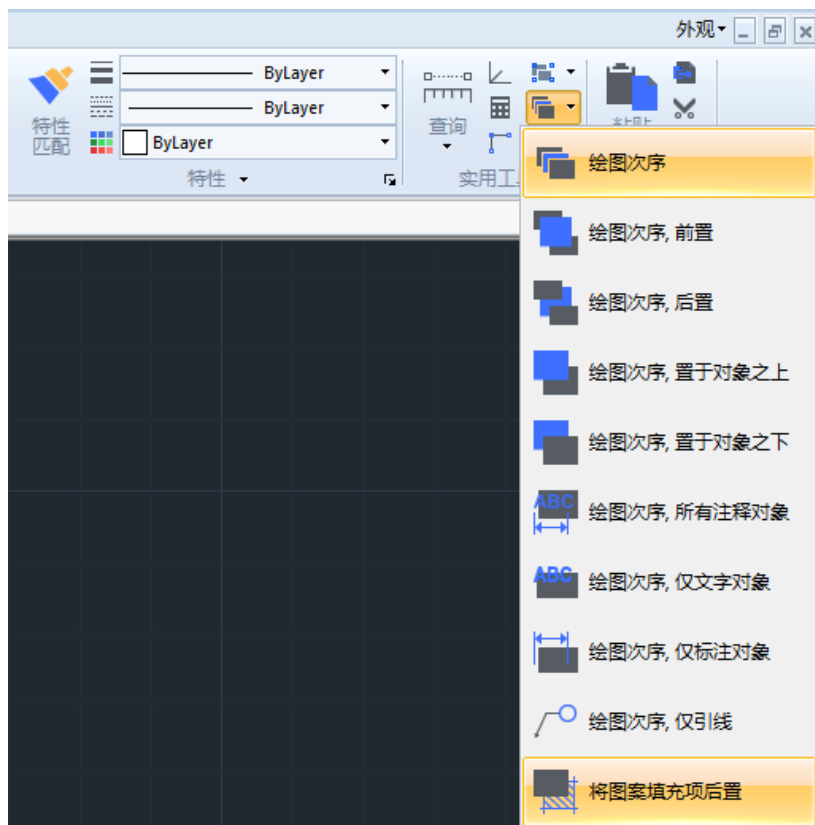 外观
ByLayer
ByLayer
ByLayer
特性
匹配
查询
特性
实用工
绘图次序
绘图次序, 前置
绘图次序, 后置
绘图次序, 置于对象之上
绘图次序, 置于对象之下
ABC
绘图次序, 所有注释对象
ABC
绘图次序, 仅文字对象
绘图次序, 仅标注对象
绘图次序, 仅引线
将图案填充项后置